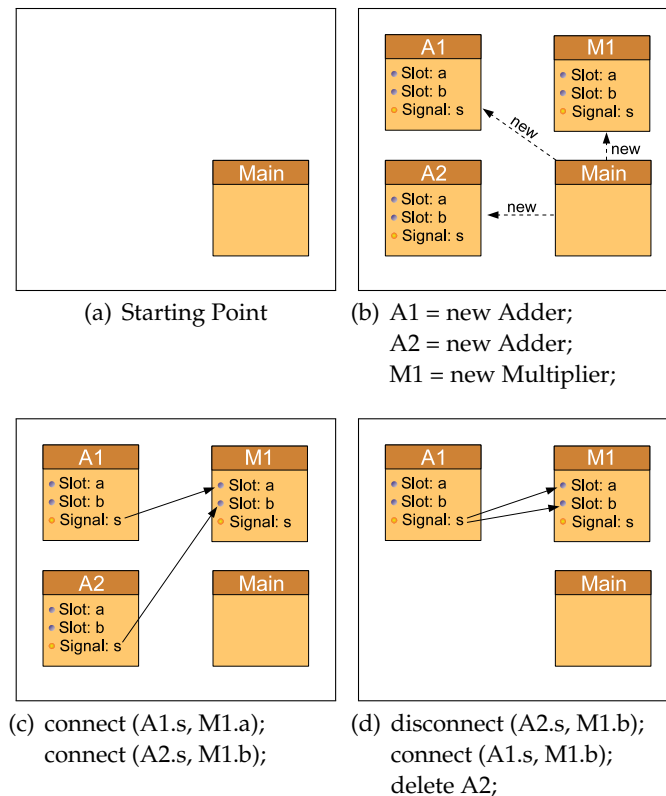 Main
(a) Starting Point
A1
Slot: a
Slot: b
Signal: s
M1
Slot: a
Slot: b
Signal: s
new
new
A2
Slot: a
Slot: b
Signal: s
new
Main
(b) A1 = new Adder;
A2 = new Adder;
M1 = new Multiplier;
A1
Slot: a
Slot: b
Signal: s
M1
Slot: a
Slot: b
Signal: s
A2
Slot: a
Slot: b
Signal: s
Main
(c) connect (A1.s, M1.a);
connect (A2.s, M1.b);
A1
Slot: a
Slot: b
Signal: s
M1
Slot: a
Slot: b
Signal: s
Main
(d) disconnect (A2.s, M1.b);
connect (A1.s, M1.b);
delete A2;